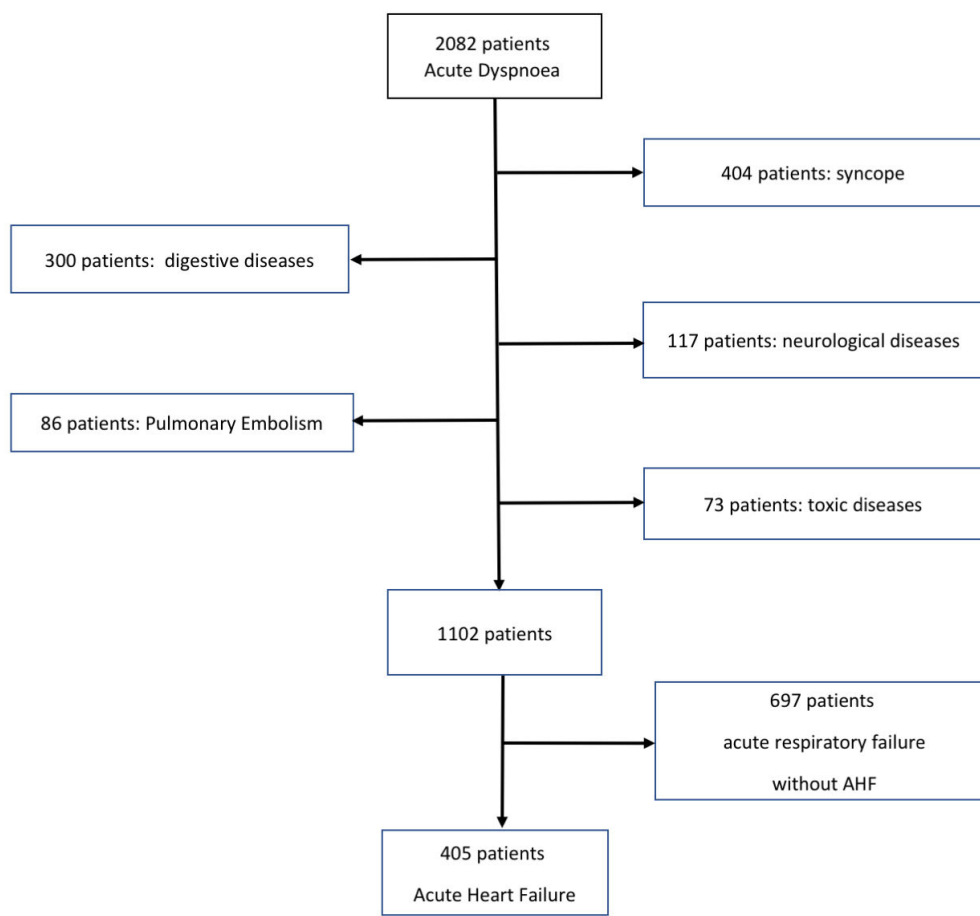 2082 patients
Acute Dyspnoea
404 patients: syncope
300 patients:  digestive diseases
117 patients: neurological diseases
86 patients: Pulmonary Embolism
73 patients: toxic diseases
1102 patients
697 patients
acute respiratory failure
without AHF
405 patients
Acute Heart Failure